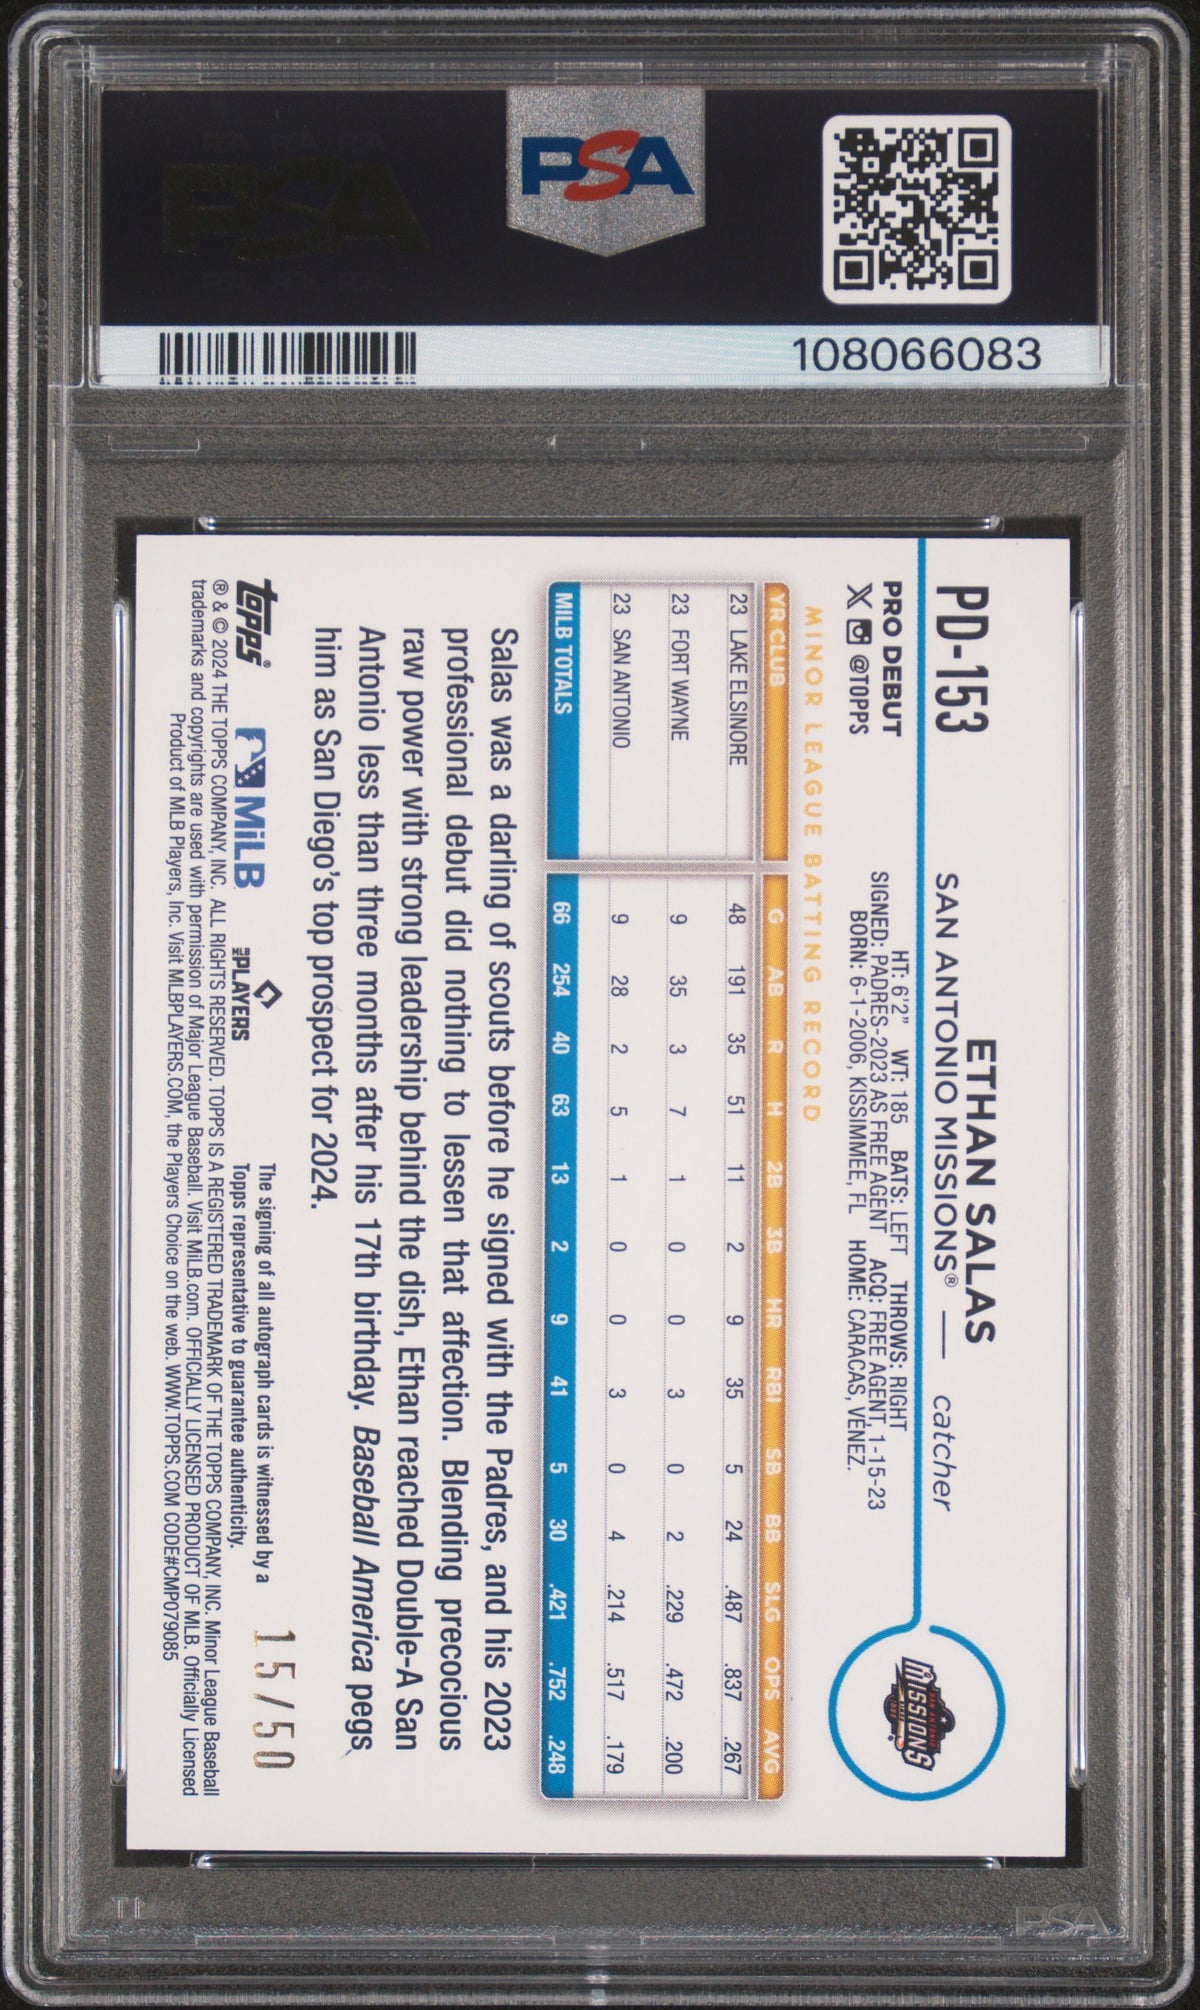 PSA
PSA
108066083
PD-153
ETHAN SALAS
SAN ANTONIO MISSIONS® — catcher
PRO DEBUT
@TOPPS
HT: 6'2" WT: 185 BATS: LEFT THROWS: RIGHT
SIGNED: PADRES-2023 AS FREE AGENT ACQ: FREE AGENT, 1-15-23
BORN: 6-1-2006, KISSIMMEE, FL HOME: CARACAS, VENEZ.
MISSIONS
MINOR LEAGUE BATTING RECORD
YR CLUB G AB R H 2B 3B HR RBI SB BB SLG OPS AVG
23 LAKE ELSINORE 48 191 35 51 11 2 9 35 5 24 .487 .837 .267
23 FORT WAYNE 9 35 3 7 1 0 0 3 0 2 .229 .472 .200
23 SAN ANTONIO 9 28 2 5 1 0 0 3 0 4 .214 .517 .179
MILB TOTALS 66 254 40 63 13 2 9 41 5 30 .421 .752 .248
Salas was a darling of scouts before he signed with the Padres, and his 2023
professional debut did nothing to lessen that affection. Blending precocious
raw power with strong leadership behind the dish, Ethan reached Double-A San
Antonio less than three months after his 17th birthday. Baseball America pegs
him as San Diego's top prospect for 2024.
topps®
MiLB
PLAYERS
The signing of all autograph cards is witnessed by a
Topps representative to guarantee authenticity.
15/50
® & © 2024 THE TOPPS COMPANY, INC. ALL RIGHTS RESERVED. TOPPS IS A REGISTERED TRADEMARK OF THE TOPPS COMPANY, INC. Minor League Baseball
trademarks and copyrights are used with permission of Major League Baseball. Visit MiLB.com. OFFICIALLY LICENSED PRODUCT OF MLB. Officially Licensed
Product of MLB Players, Inc. Visit MLBPLAYERS.COM, the Players Choice on the web. WWW.TOPPS.COM CODE#CMP079085
PSA